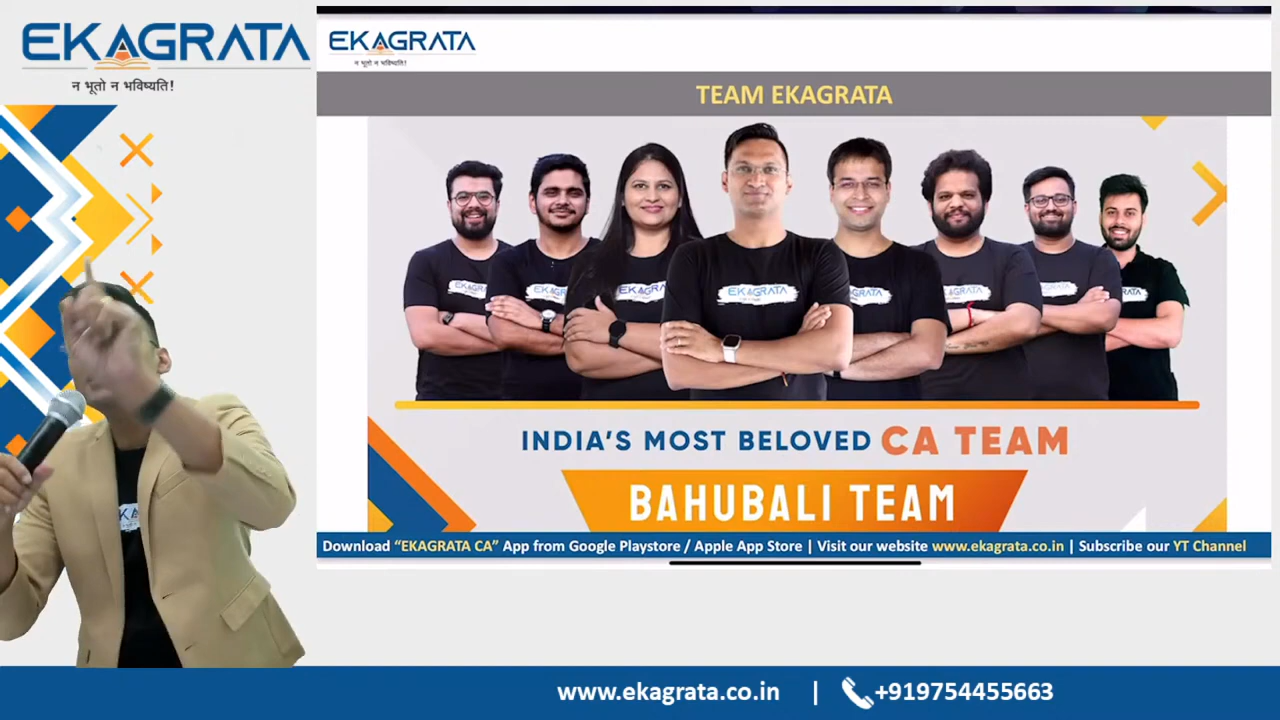 EKAGRATA
न भूतो न भविष्यति!
EKAGRATA
न भूतो न भविष्यति!
TEAM EKAGRATA
EKAGRATA
EKAGRATA
INDIA'S MOST BELOVED CA TEAM
BAHUBALI TEAM
Download “EKAGRATA CA” App from Google Playstore / Apple App Store | Visit our website www.ekagrata.co.in | Subscribe our YT Channel
www.ekagrata.co.in | +919754455663